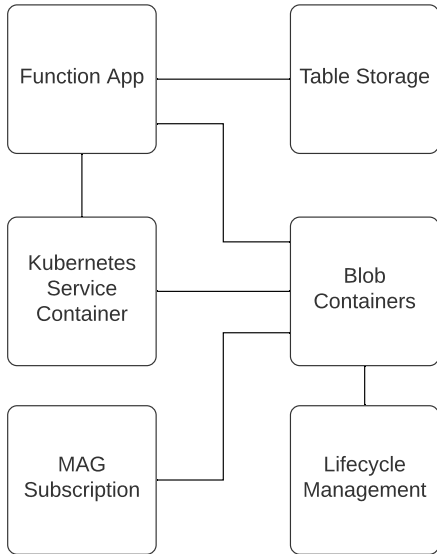 Function App
Table Storage
Kubernetes
Service
Container
Blob
Containers
MAG
Subscription
Lifecycle
Management